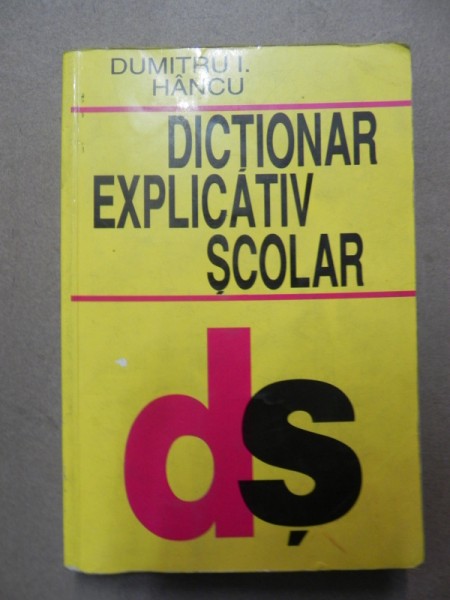 DUMITRU I.
HÂNCU
DICȚIONAR
EXPLICATIV
ȘCOLAR
dș